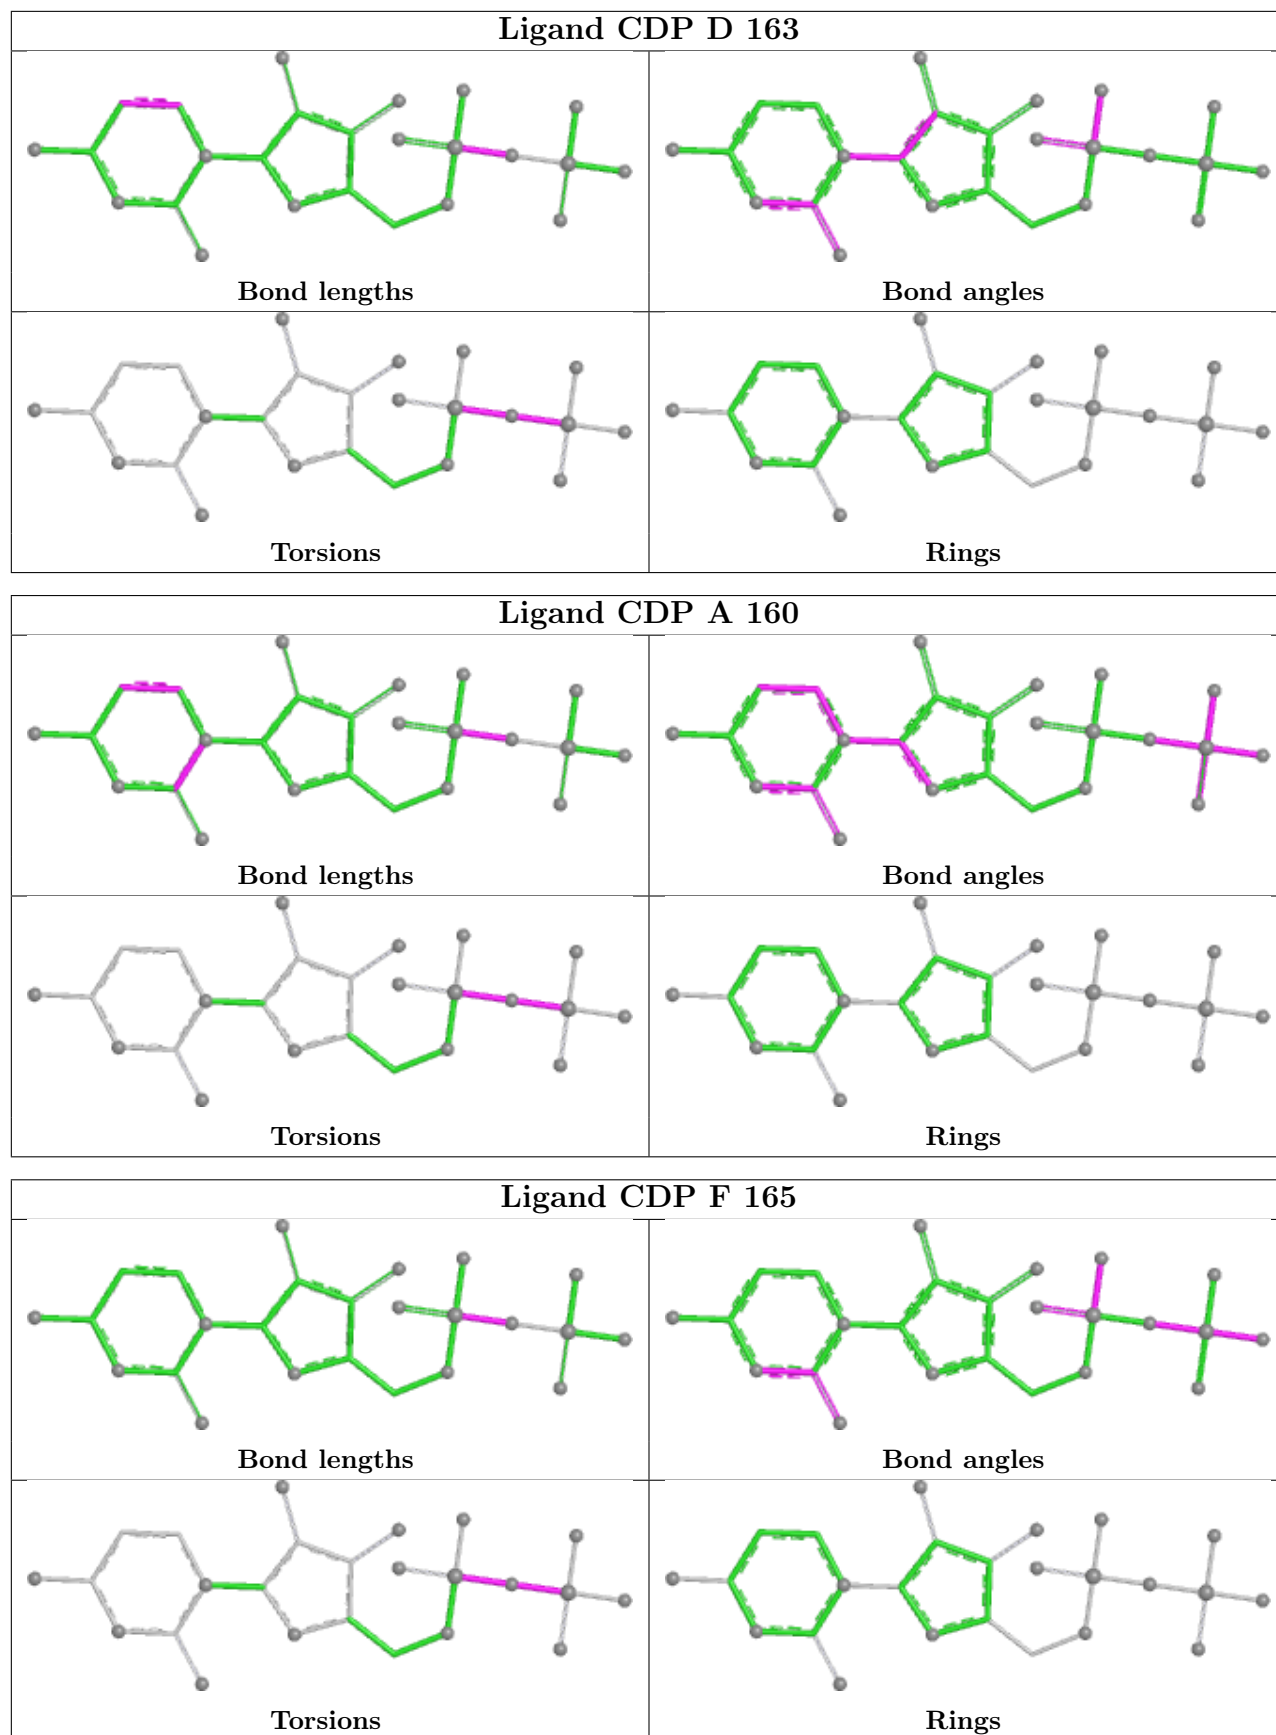 Ligand CDP D 163
Bond lengths
Bond angles
Torsions
Rings
Ligand CDP A 160
Bond lengths
Bond angles
Torsions
Rings
Ligand CDP F 165
Bond lengths
Bond angles
Torsions
Rings